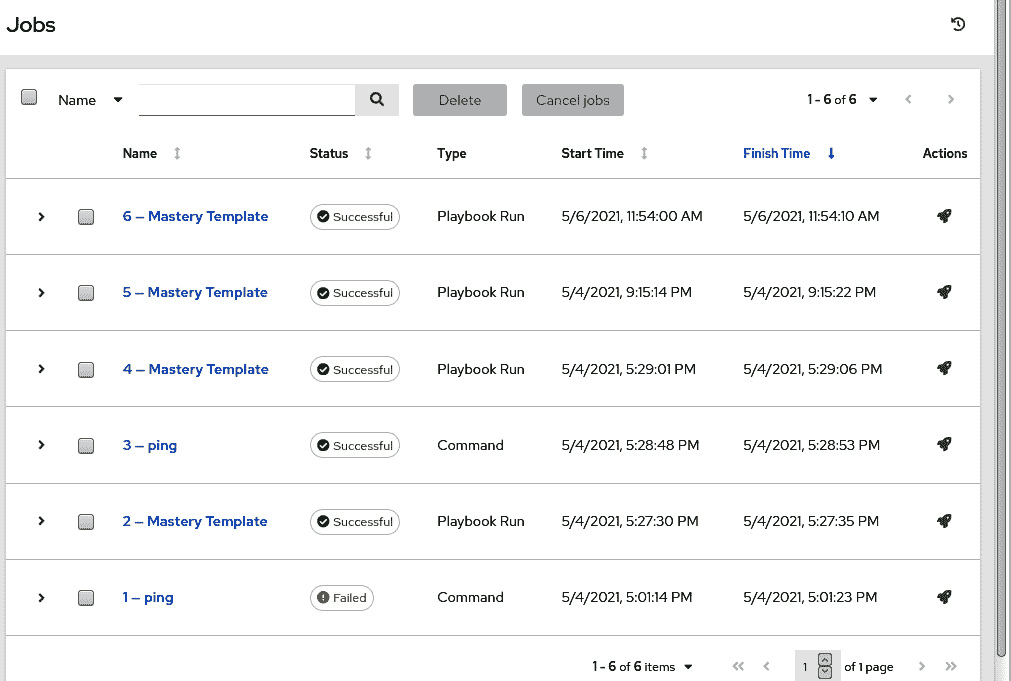 Jobs
Name Delete Cancel jobs 1 - 6 of 6
Name Status Type Start Time Finish Time Actions
6 – Mastery Template Successful Playbook Run 5/6/2021, 11:54:00 AM 5/6/2021, 11:54:10 AM
5 – Mastery Template Successful Playbook Run 5/4/2021, 9:15:14 PM 5/4/2021, 9:15:22 PM
4 – Mastery Template Successful Playbook Run 5/4/2021, 5:29:01 PM 5/4/2021, 5:29:06 PM
3 – ping Successful Command 5/4/2021, 5:28:48 PM 5/4/2021, 5:28:53 PM
2 – Mastery Template Successful Playbook Run 5/4/2021, 5:27:30 PM 5/4/2021, 5:27:35 PM
1 – ping Failed Command 5/4/2021, 5:01:14 PM 5/4/2021, 5:01:23 PM
1 - 6 of 6 items 1 of 1 page